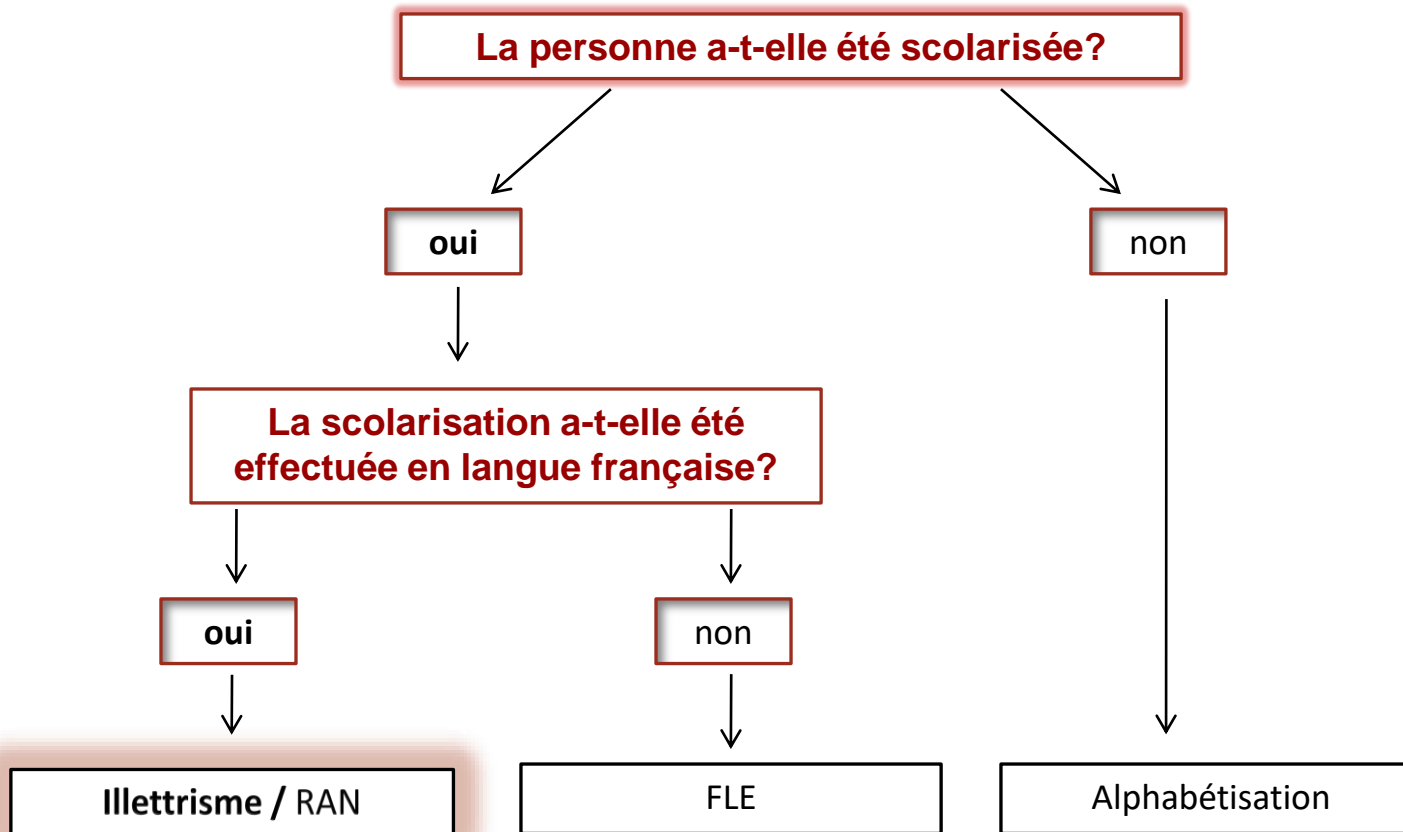 La personne a-t-elle été scolarisée?
oui
non
La scolarisation a-t-elle été
effectuée en langue française?
oui
non
Illettrisme / RAN
FLE
Alphabétisation